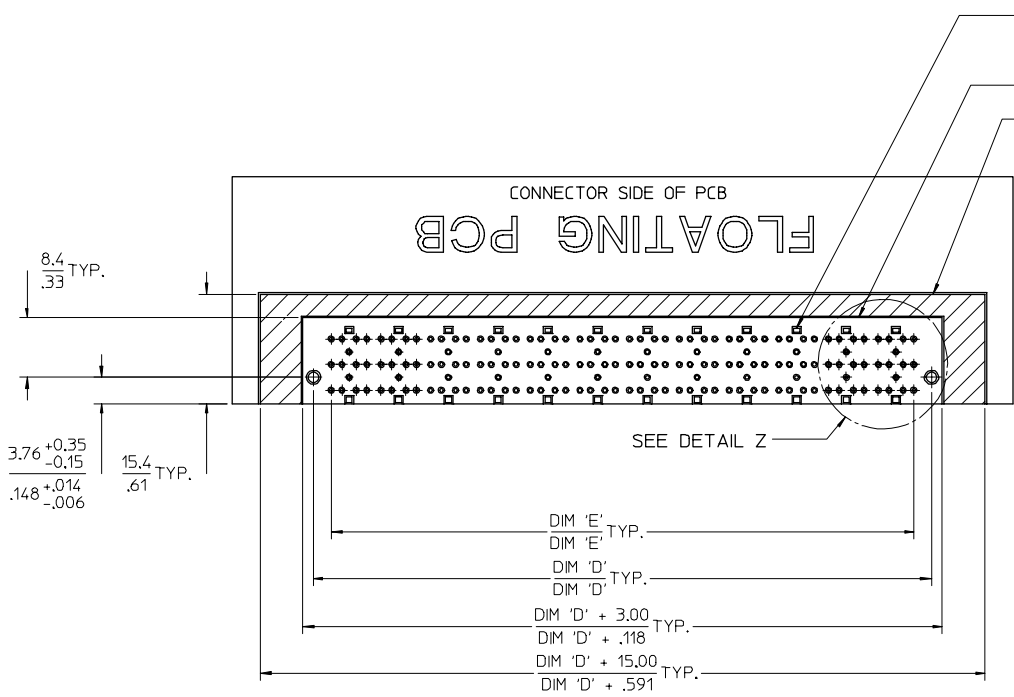 CONNECTOR SIDE OF PCB
FLOATING PCB
8.4 TYP.
.33
3.76 +0.35 -0.15
.148 +.014 -.006
15.4 TYP.
.61
SEE DETAIL Z
DIM 'E' TYP.
DIM 'E'
DIM 'D' TYP.
DIM 'D'
DIM 'D' + 3.00 TYP.
DIM 'D' + .118
DIM 'D' + 15.00 TYP.
DIM 'D' + .591